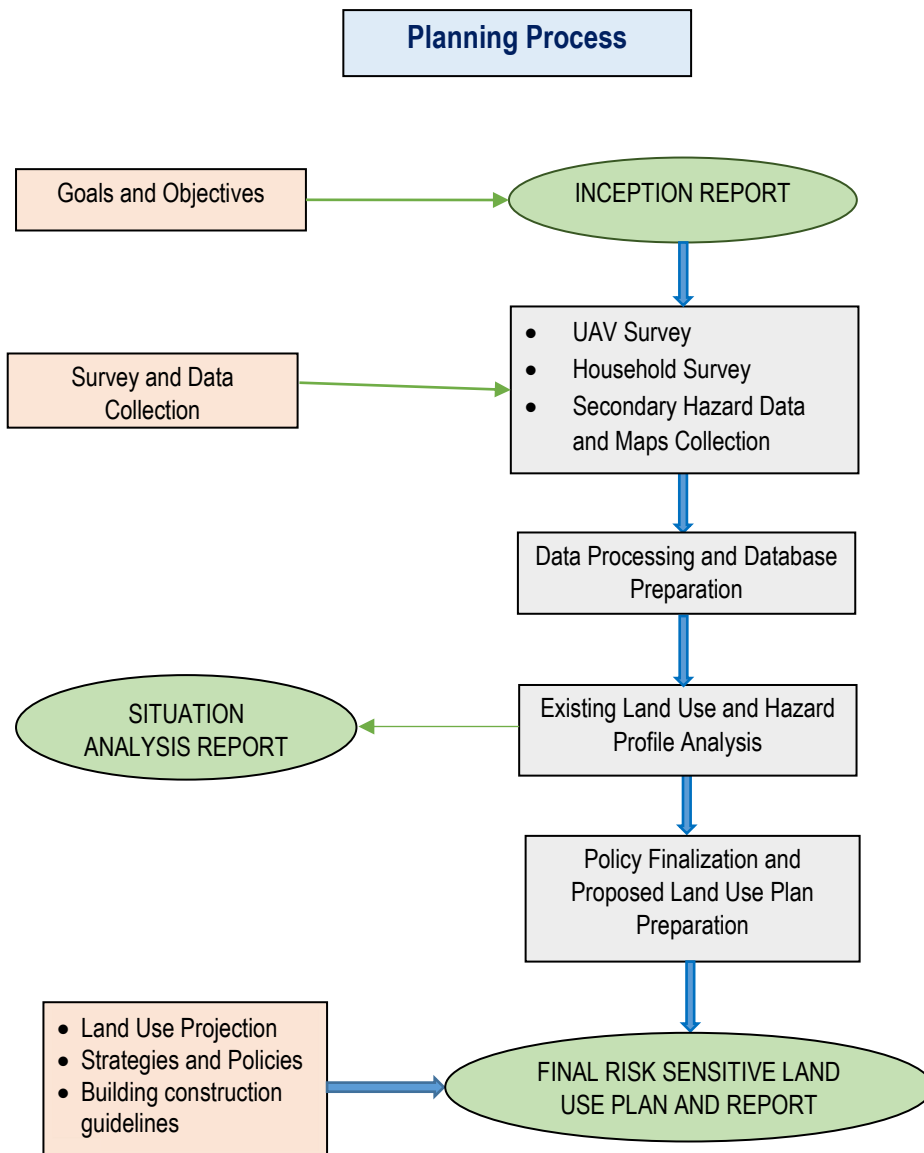 Planning Process
Goals and Objectives
INCEPTION REPORT
Survey and Data
Collection
• UAV Survey
• Household Survey
• Secondary Hazard Data
and Maps Collection
Data Processing and Database
Preparation
SITUATION
ANALYSIS REPORT
Existing Land Use and Hazard
Profile Analysis
Policy Finalization and
Proposed Land Use Plan
Preparation
• Land Use Projection
• Strategies and Policies
• Building construction
guidelines
FINAL RISK SENSITIVE LAND
USE PLAN AND REPORT